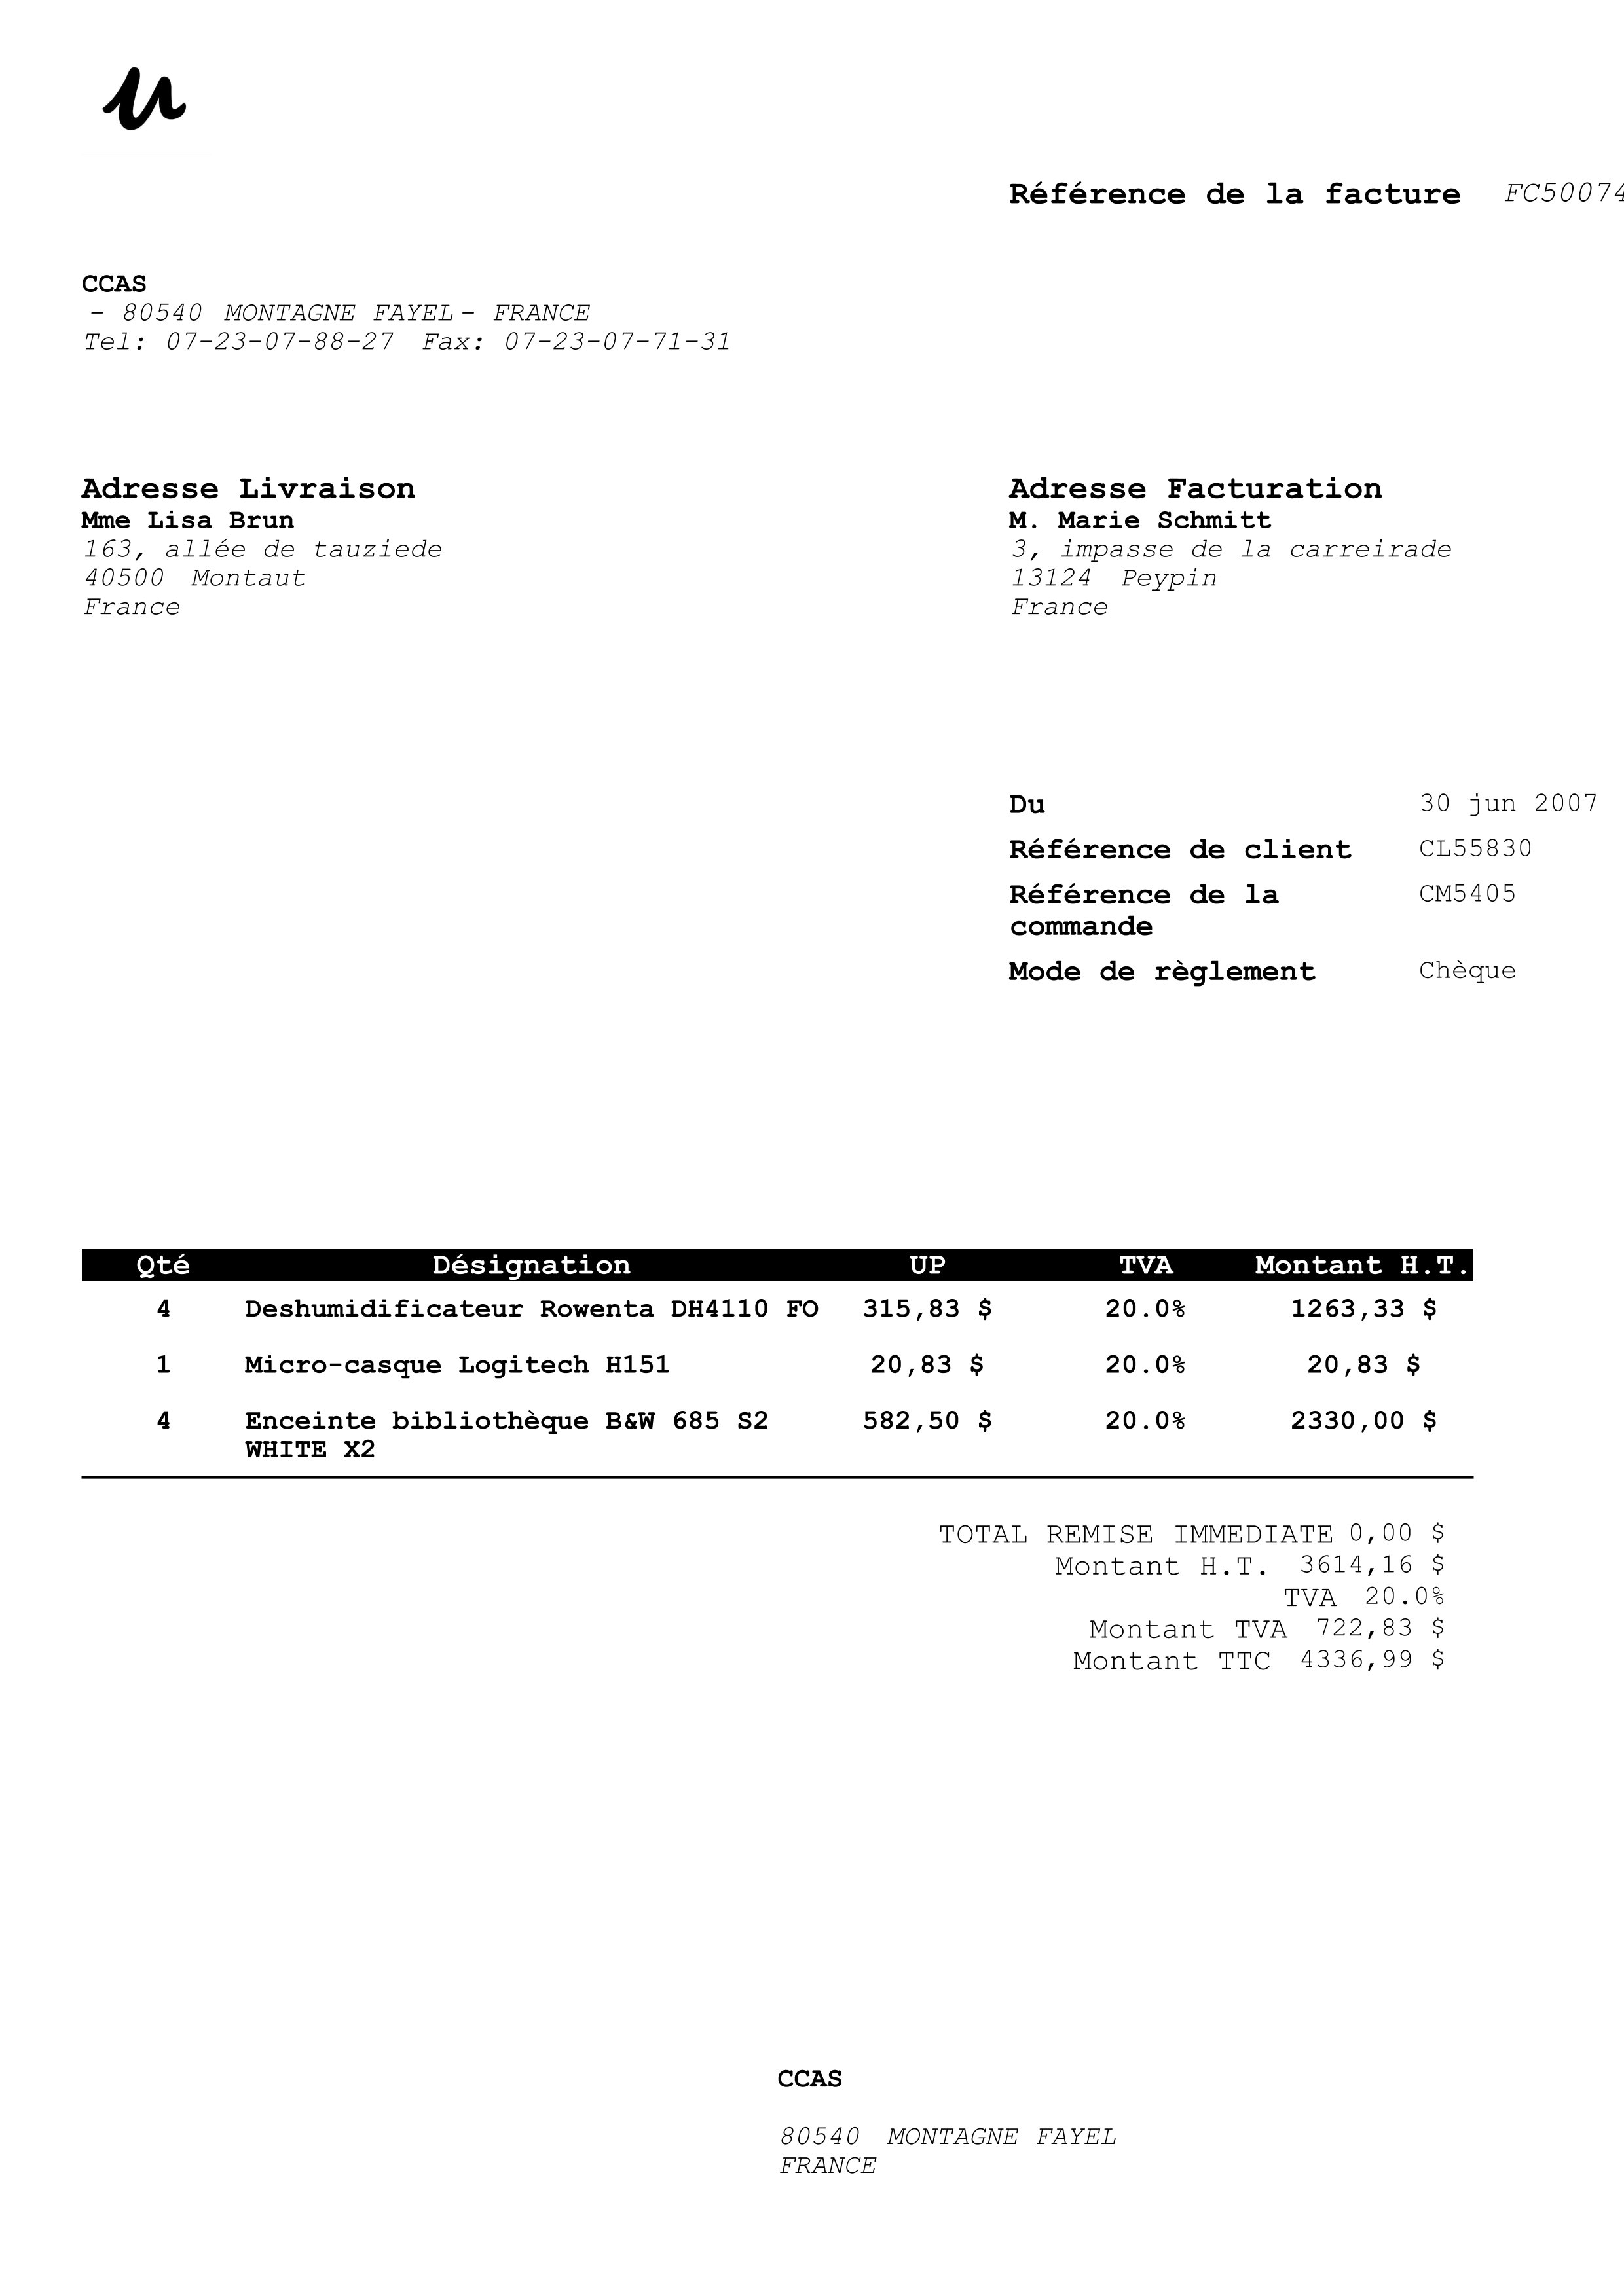 u
Référence de la facture FC50074
CCAS
- 80540 MONTAGNE FAYEL - FRANCE
Tel: 07-23-07-88-27 Fax: 07-23-07-71-31
Adresse Livraison
Mme Lisa Brun
163, allée de tauziede
40500 Montaut
France
Adresse Facturation
M. Marie Schmitt
3, impasse de la carreirade
13124 Peypin
France
Du 30 jun 2007
Référence de client CL55830
Référence de la CM5405
commande
Mode de règlement Chèque
Qté Désignation UP TVA Montant H.T.
4 Deshumidificateur Rowenta DH4110 FO 315,83 $ 20.0% 1263,33 $
1 Micro-casque Logitech H151 20,83 $ 20.0% 20,83 $
4 Enceinte bibliothèque B&W 685 S2 582,50 $ 20.0% 2330,00 $
WHITE X2
TOTAL REMISE IMMEDIATE 0,00 $
Montant H.T. 3614,16 $
TVA 20.0%
Montant TVA 722,83 $
Montant TTC 4336,99 $
CCAS
80540 MONTAGNE FAYEL
FRANCE